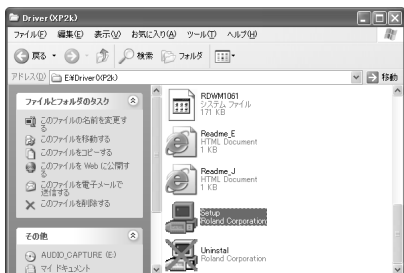 Driver(XP2k)
ファイル(F) 編集(E) 表示(V) お気に入り(A) ツール(T) ヘルプ(H)
戻る 検索 フォルダ
アドレス(D) E:¥Driver(XP2k) 移動
ファイルとフォルダのタスク
このファイルの名前を変更する
このファイルを移動する
このファイルをコピーする
このファイルを Web に公開する
このファイルを電子メールで送信する
このファイルを削除する
その他
AUDIO_CAPTURE (E)
マイ ドキュメント
RDWM1061
システム ファイル
171 KB
Readme_E
HTML Document
1 KB
Readme_J
HTML Document
1 KB
Setup
Roland Corporation
Uninstal
Roland Corporation